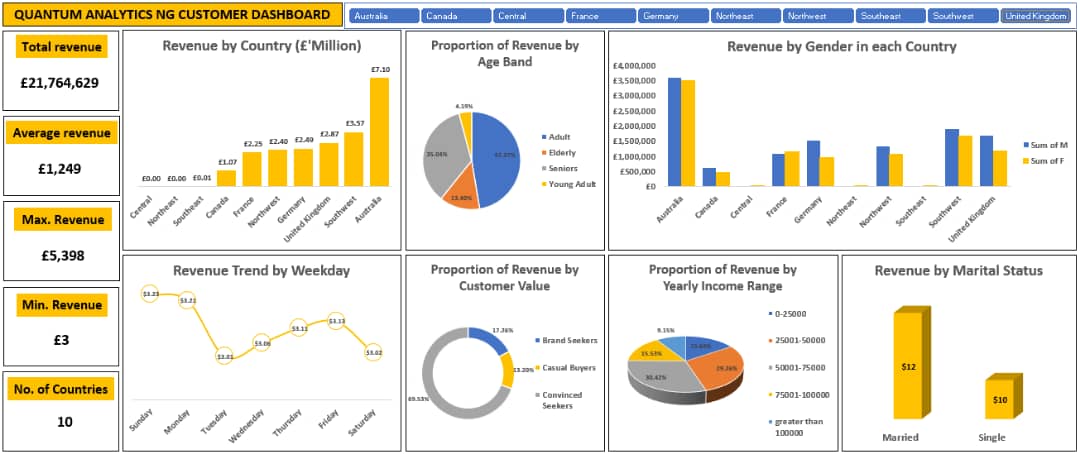 QUANTUM ANALYTICS NG CUSTOMER DASHBOARD
Australia Canada Central France Germany Northeast Northwest Southeast Southwest United Kingdom
Total revenue
£21,764,629
Average revenue
£1,249
Max. Revenue
£5,398
Min. Revenue
£3
No. of Countries
10
Revenue by Country (£'Million)
£0.00 £0.00 £0.01 £1.07 £2.25 £2.40 £2.49 £2.87 £3.57 £7.10
Central Northeast Southeast Canada France Northwest Germany United Kingdom Southwest Australia
Proportion of Revenue by
Age Band
4.19%
35.04%
13.40%
Adult
Elderly
Seniors
Young Adult
Revenue by Gender in each Country
£4,000,000
£3,500,000
£3,000,000
£2,500,000
£2,000,000
£1,500,000
£1,000,000
£500,000
£0
Australia Canada Central France Germany Northeast Northwest Southeast Southwest United Kingdom
Sum of M
Sum of F
Revenue Trend by Weekday
$3.23 $3.21 $3.01 $3.06 $3.11 $3.13 $3.02
Sunday Monday Tuesday Wednesday Thursday Friday Saturday
Proportion of Revenue by
Customer Value
17.26%
13.20%
69.53%
Brand Seekers
Casual Buyers
Convinced
Seekers
Proportion of Revenue by
Yearly Income Range
9.15%
15.53%
30.42%
29.26%
0-25000
25001-50000
50001-75000
75001-100000
greater than
100000
Revenue by Marital Status
$12
$10
Married Single